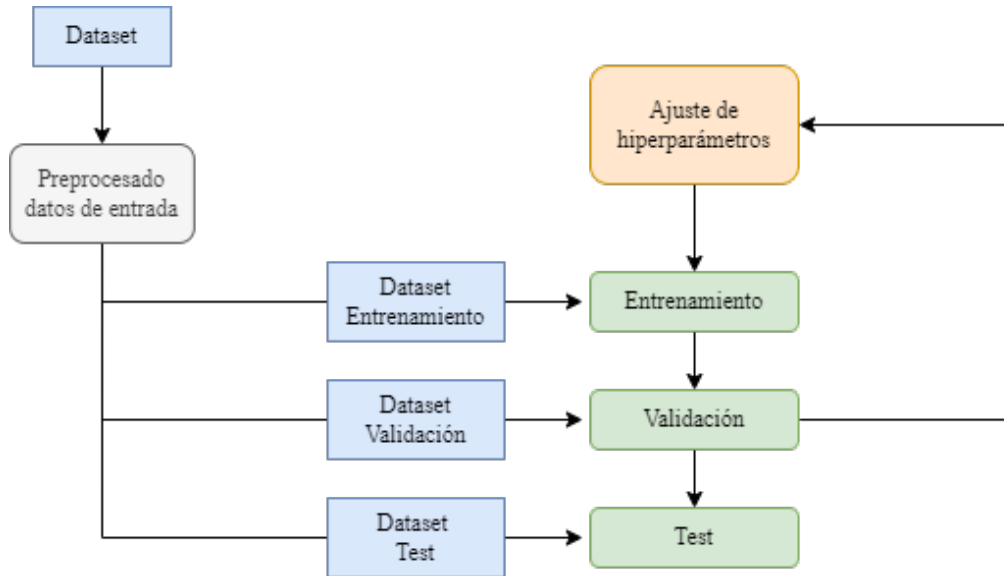 Dataset
Ajuste de
hiperparámetros
Preprocesado
datos de entrada
Dataset
Entrenamiento
Entrenamiento
Dataset
Validación
Validación
Dataset
Test
Test